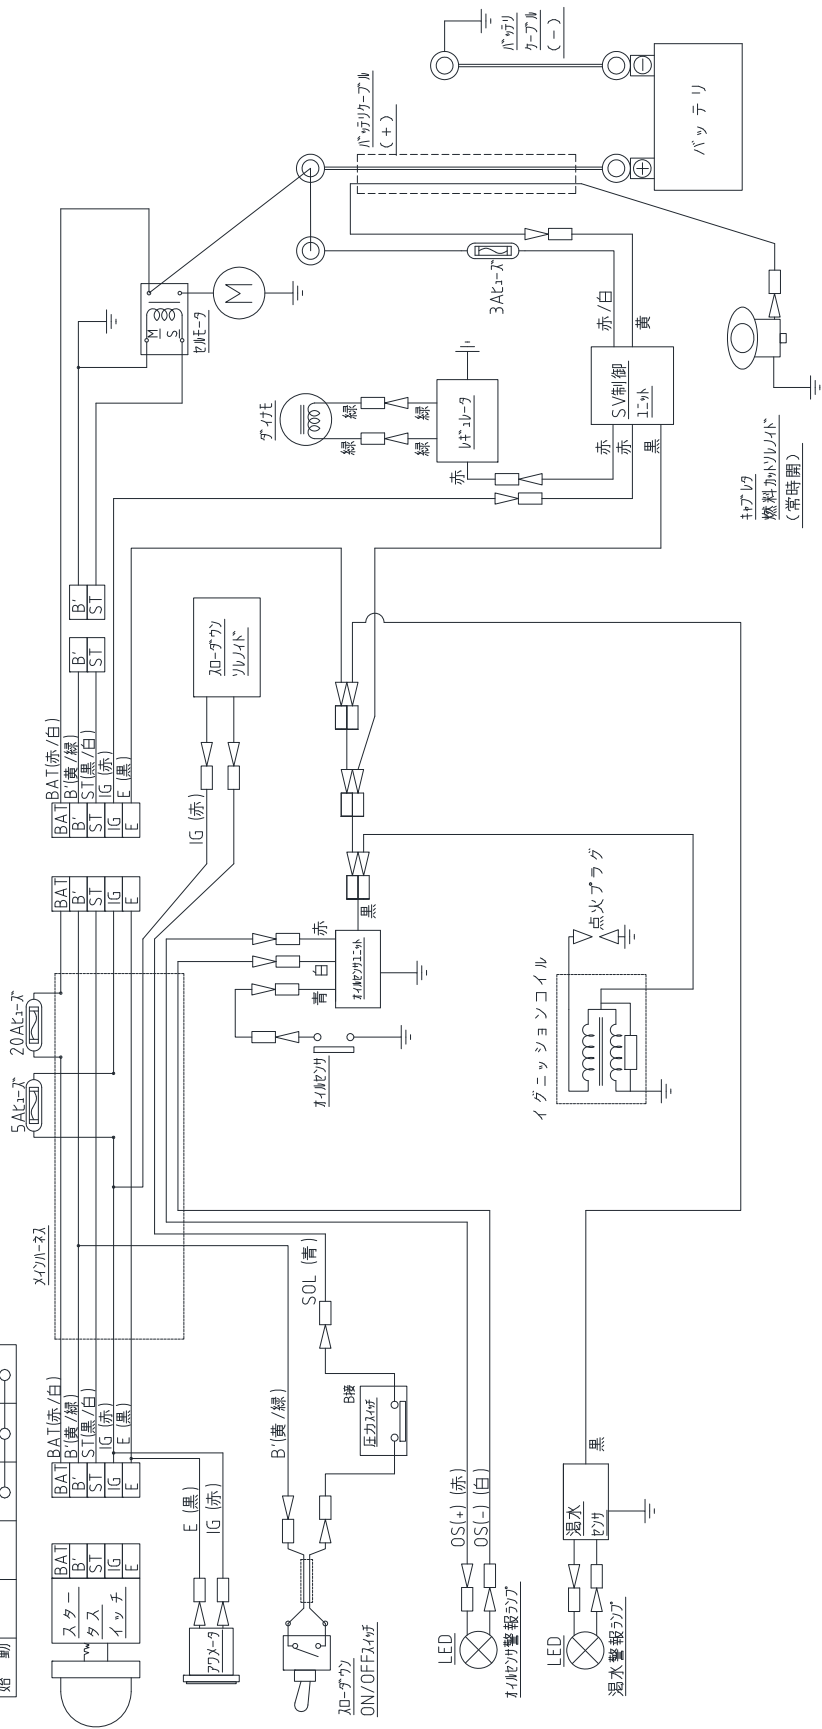 始 動
スター
タス
イッチ
BAT
B'
ST
IG
E
BAT
B'
ST
IG
E
BAT(赤/白)
B'(黄/緑)
ST(黒/白)
IG (赤)
E (黒)
メインハーネス
5Aヒューズ
20Aヒューズ
BAT
B'
ST
IG
E
BAT
B'
ST
IG
E
BAT(赤/白)
B'(黄/緑)
ST(黒/白)
IG (赤)
E (黒)
B'
ST
B'
ST
M
S
セルモータ
M
アワメータ
E (黒)
IG (赤)
スローダウン
ON/OFFスイッチ
B'(黄/緑)
SOL (青)
B接
圧力スイッチ
IG (赤)
スローダウン
ソレノイド
ダイナモ
緑
緑
緑
緑
レギュレータ
赤
3Aヒューズ
赤/白
黄
SV制御
ユニット
赤
赤
黒
バッテリケーブル
(+)
バッテリ
ケーブル
(-)
バッテリ
キャブレタ
燃料カットソレノイド
(常時開)
赤
白
青
黒
オイルセンサユニット
オイルセンサ
イグニッションコイル
点火プラグ
LED
オイルセンサ警報ランプ
OS(+) (赤)
OS(-) (白)
LED
渇水警報ランプ
渇水
センサ
黒